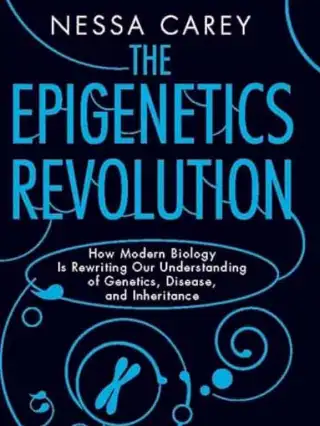 NESSA CAREY
THE
EPIGENETICS
REVOLUTION
How Modern Biology
Is Rewriting Our Understanding
of Genetics, Disease,
and Inheritance